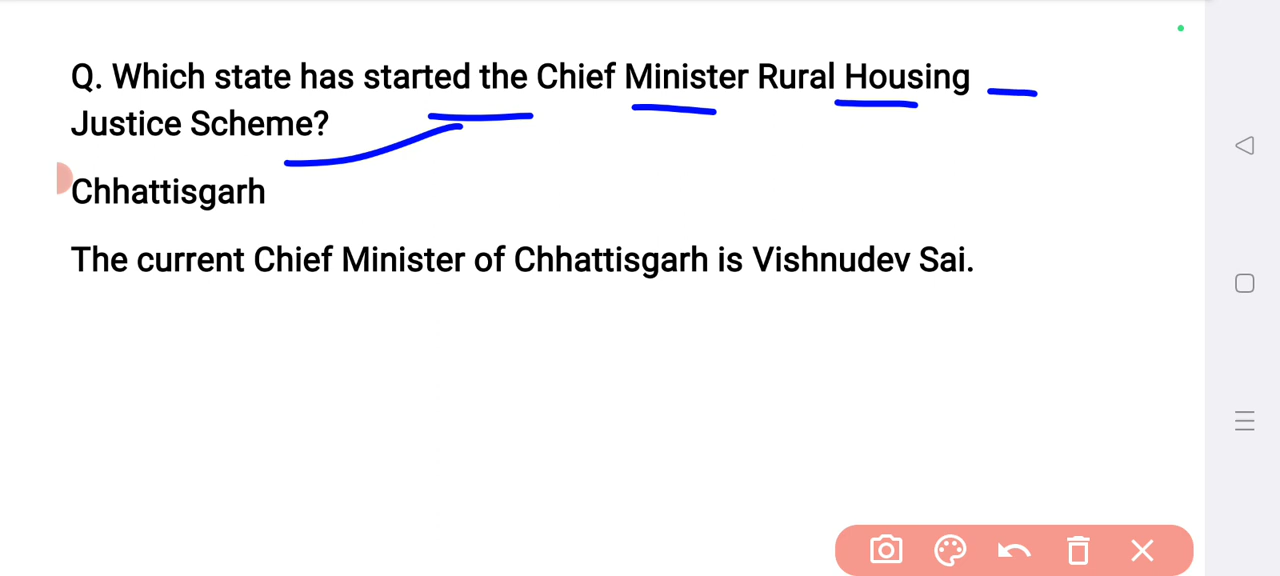 Q. Which state has started the Chief Minister Rural Housing
Justice Scheme?
Chhattisgarh
The current Chief Minister of Chhattisgarh is Vishnudev Sai.